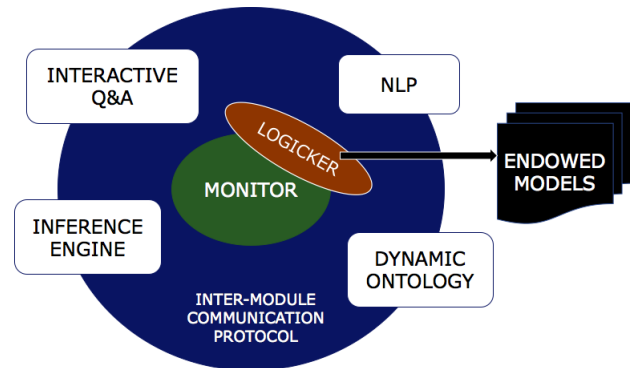 INTERACTIVE
Q&A
NLP
LOGICKER
ENDOWED
MODELS
MONITOR
INFERENCE
ENGINE
DYNAMIC
ONTOLOGY
INTER-MODULE
COMMUNICATION
PROTOCOL